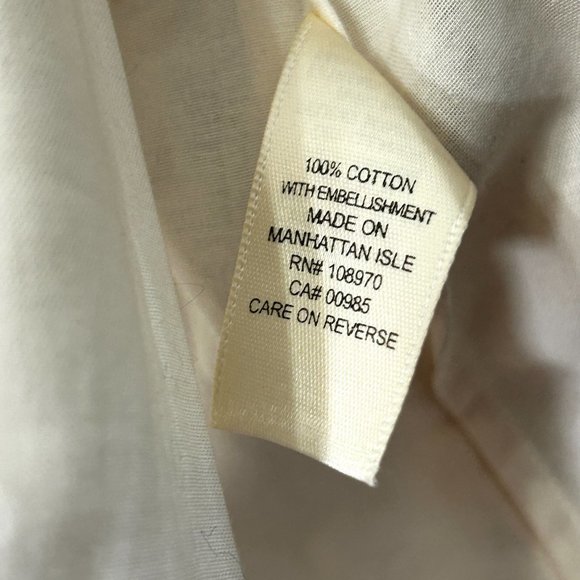 100% COTTON
WITH EMBELLISHMENT
MADE ON
MANHATTAN ISLE
RN# 108970
CA# 00985
CARE ON REVERSE